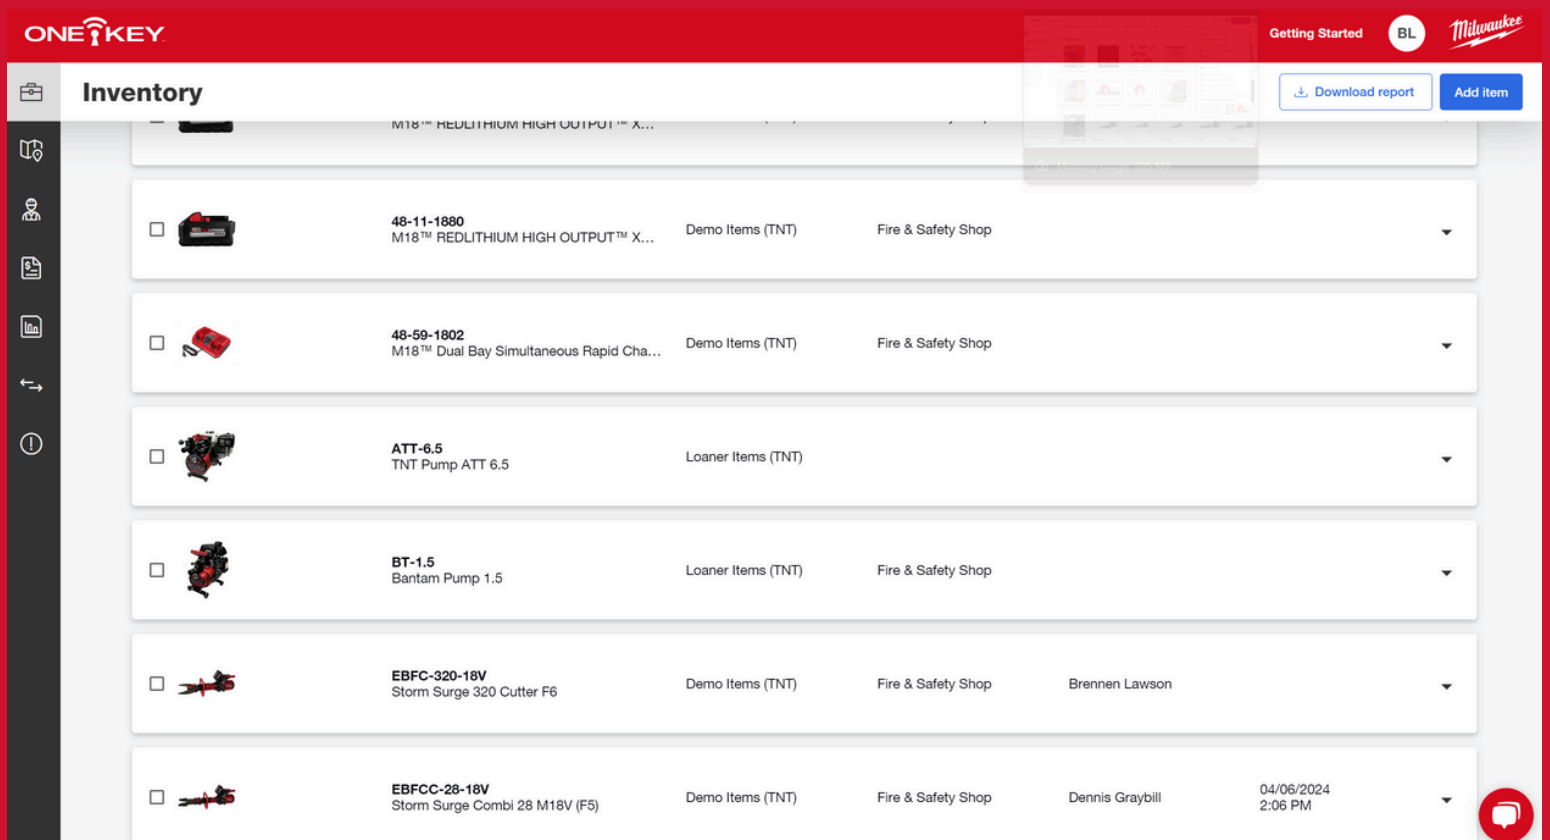 ONE KEY
Getting Started
BL
Milwaukee
Inventory
Download report
Add item
M18™ REDLITHIUM HIGH OUTPUT™ X...
48-11-1880
M18™ REDLITHIUM HIGH OUTPUT™ X...
Demo Items (TNT)
Fire & Safety Shop
48-59-1802
M18™ Dual Bay Simultaneous Rapid Cha...
Demo Items (TNT)
Fire & Safety Shop
ATT-6.5
TNT Pump ATT 6.5
Loaner Items (TNT)
BT-1.5
Bantam Pump 1.5
Loaner Items (TNT)
Fire & Safety Shop
EBFC-320-18V
Storm Surge 320 Cutter F6
Demo Items (TNT)
Fire & Safety Shop
Brennen Lawson
EBFCC-28-18V
Storm Surge Combi 28 M18V (F5)
Demo Items (TNT)
Fire & Safety Shop
Dennis Graybill
04/06/2024
2:06 PM